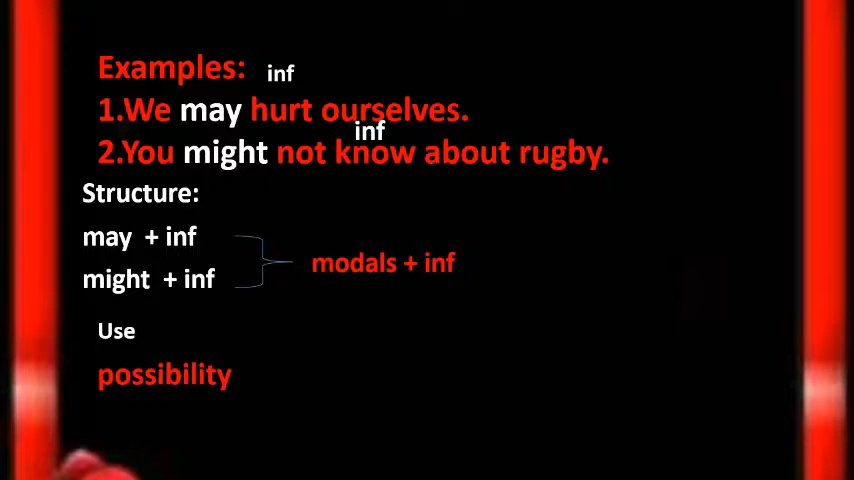 Examples: inf
1.We may hurt ourselves.
inf
2.You might not know about rugby.
Structure:
may + inf
might + inf
modals + inf
Use
possibility